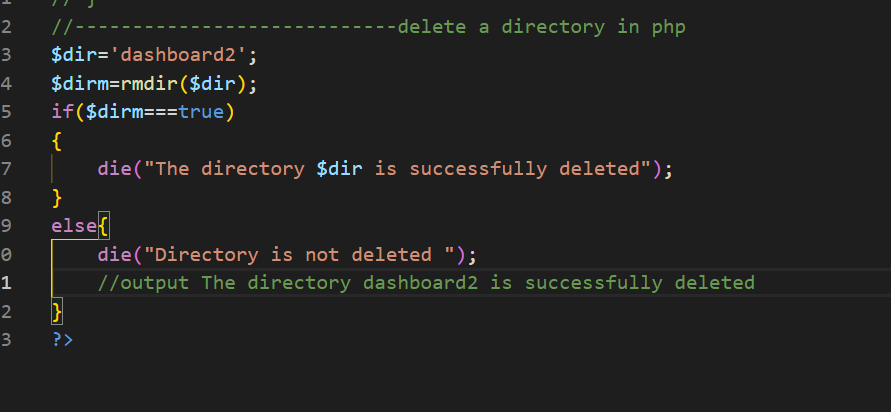 1 // }
2 //----------------------------delete a directory in php
3 $dir='dashboard2';
4 $dirm=rmdir($dir);
5 if($dirm===true)
6 {
7 die("The directory $dir is successfully deleted");
8 }
9 else{
0 die("Directory is not deleted ");
1 //output The directory dashboard2 is successfully deleted
2 }
3 ?>